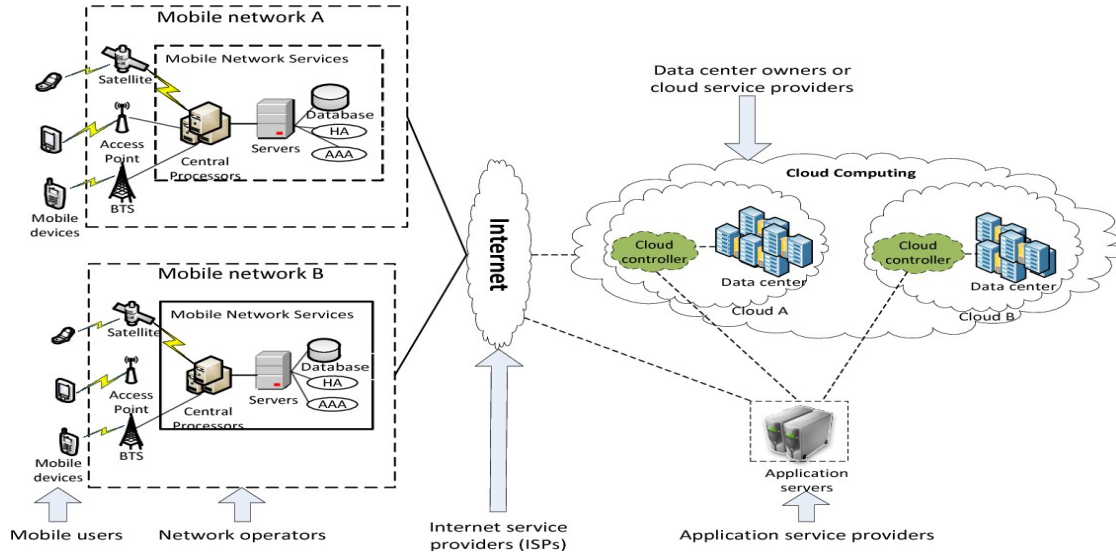 Mobile network A
Mobile Network Services
Satellite
Database
HA
AAA
Servers
Access
Point
Central
Processors
BTS
Mobile
devices
Mobile network B
Mobile Network Services
Satellite
Database
HA
AAA
Servers
Access
Point
Central
Processors
BTS
Mobile
devices
Mobile users
Network operators
Internet
Internet service
providers (ISPs)
Data center owners or
cloud service providers
Cloud Computing
Cloud
controller
Data center
Cloud A
Cloud
controller
Data center
Cloud B
Application
servers
Application service providers